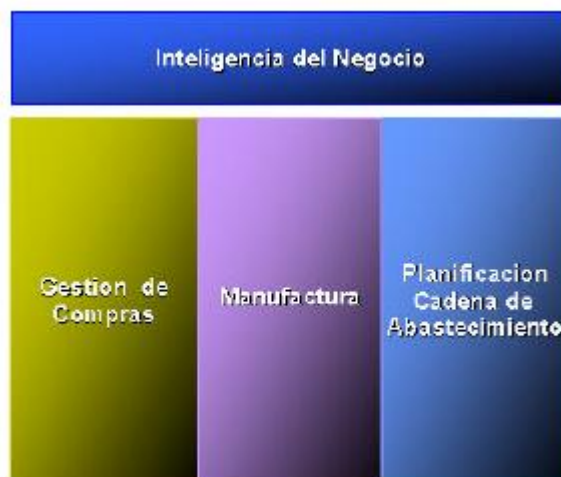 Inteligencia del Negocio
Gestion de
Compras
Manufactura
Planificacion
Cadena de
Abastecimiento